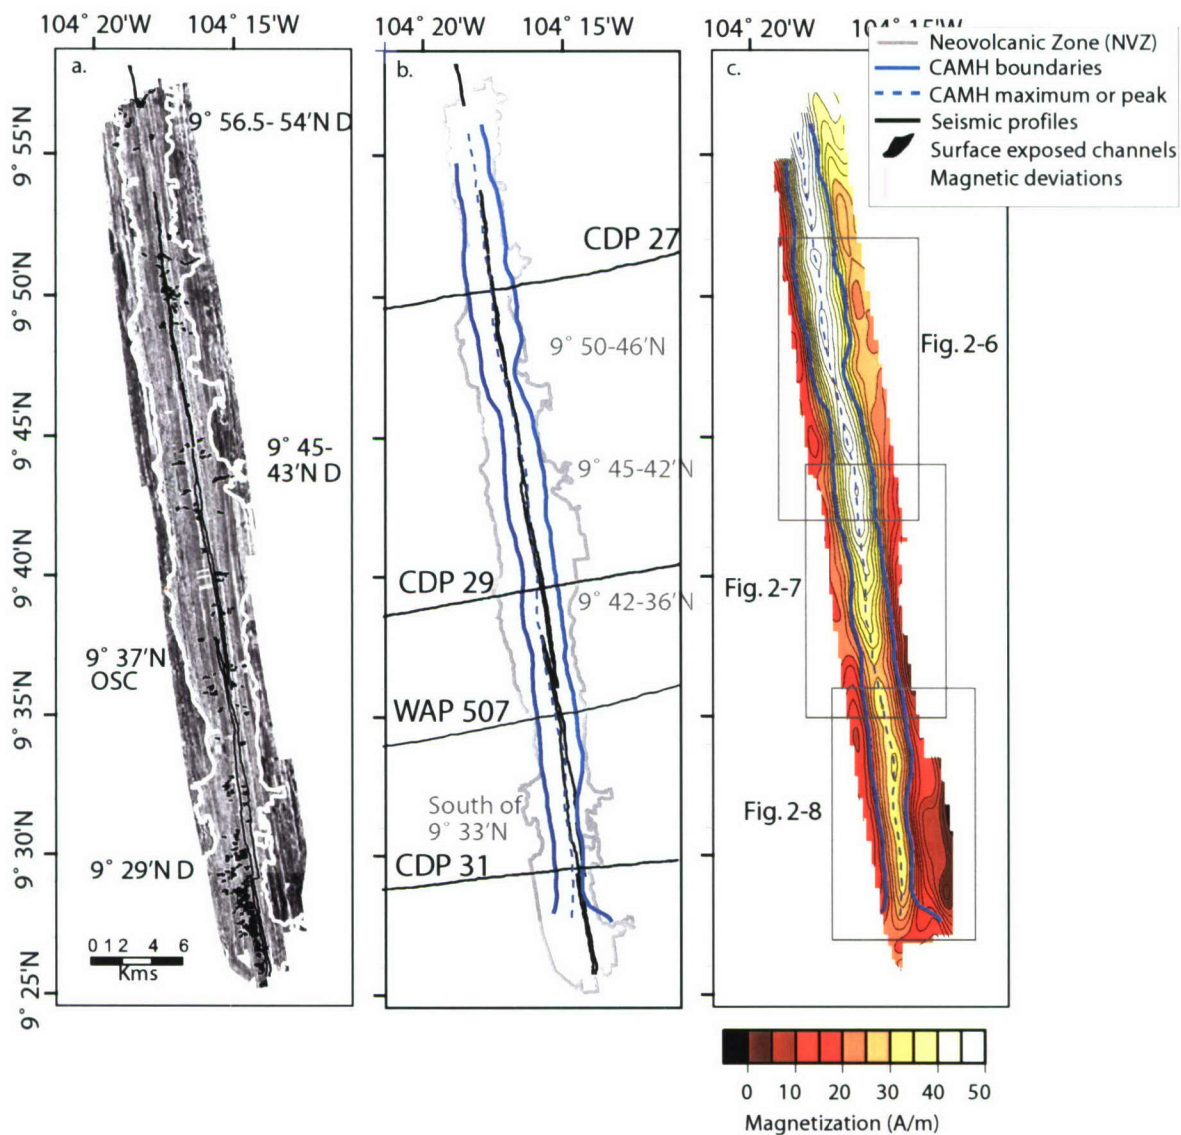 104° 20'W 104° 15'W
104° 20'W 104° 15'W
104° 20'W 104° 15'W
a.
b.
c.
Neovolcanic Zone (NVZ)
CAMH boundaries
CAMH maximum or peak
Seismic profiles
Surface exposed channels
Magnetic deviations
9° 55'N
9° 50'N
9° 45'N
9° 40'N
9° 35'N
9° 30'N
9° 25'N
9° 56.5-54'N D
9° 45-
43'N D
9° 37'N
OSC
9° 29'N D
0 1 2 4 6
Kms
CDP 27
9° 50-46'N
9° 45-42'N
CDP 29
9° 42-36'N
WAP 507
South of
9° 33'N
CDP 31
Fig. 2-6
Fig. 2-7
Fig. 2-8
0 10 20 30 40 50
Magnetization (A/m)